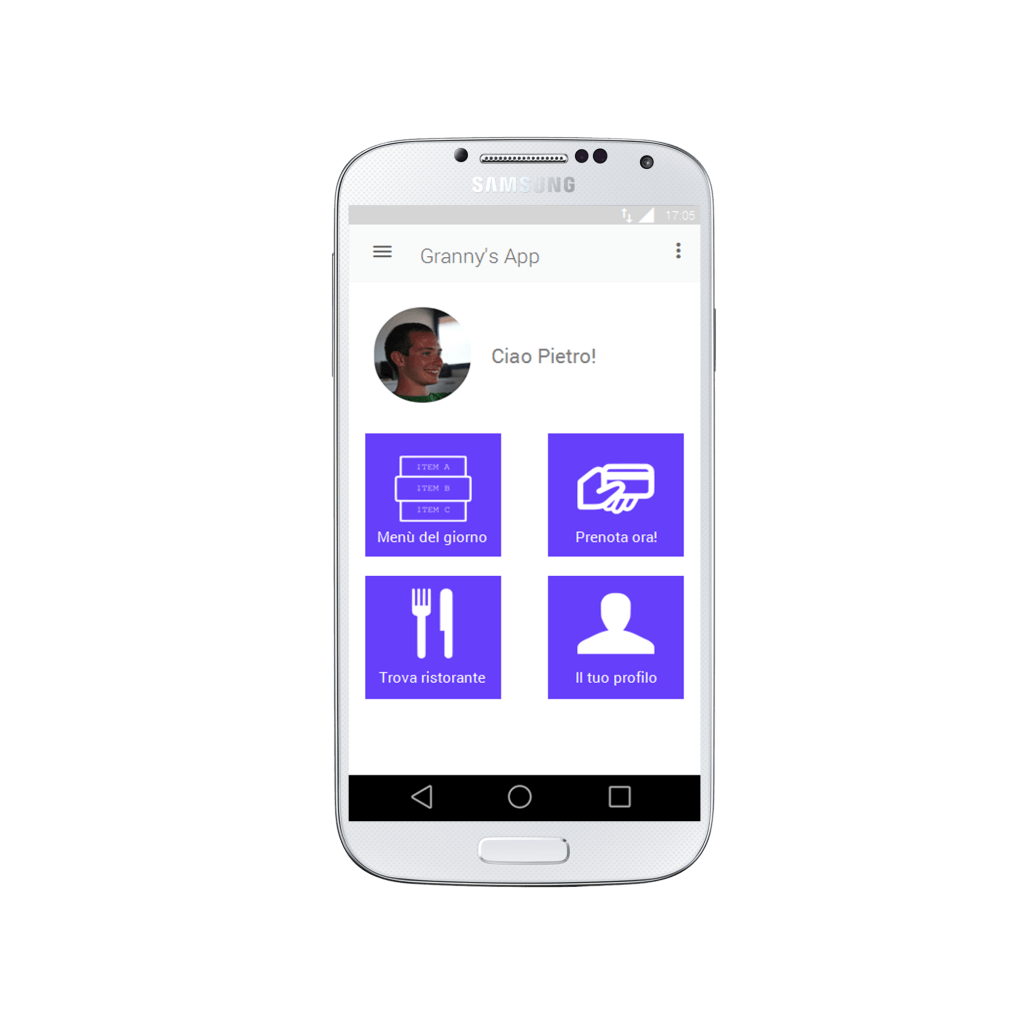 SAMSUNG
17:05
Granny's App
Ciao Pietro!
ITEM A
ITEM B
ITEM C
Menù del giorno
Prenota ora!
Trova ristorante
Il tuo profilo